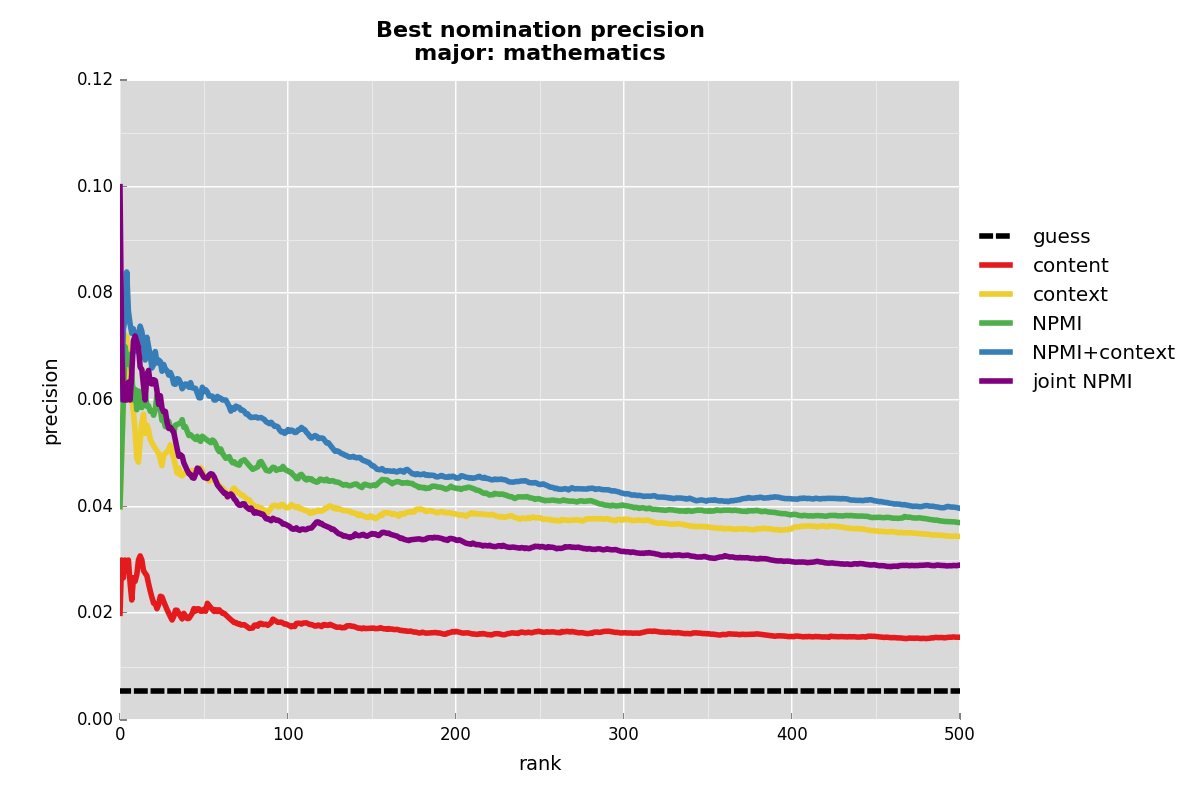 Best nomination precision
major: mathematics
precision
0.12
0.10
0.08
0.06
0.04
0.02
0.00
0
100
200
300
400
500
rank
guess
content
context
NPMI
NPMI+context
joint NPMI